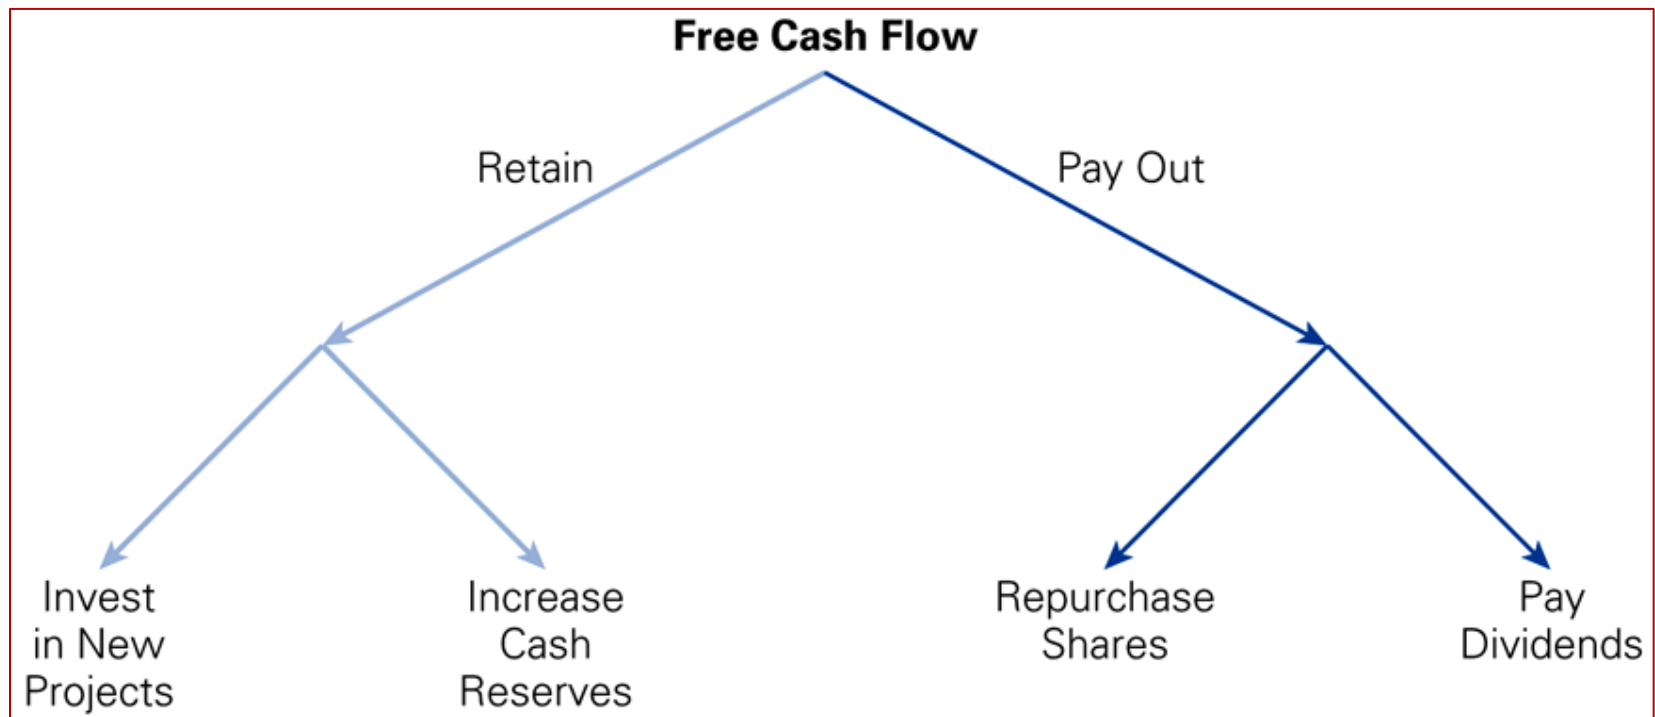 Free Cash Flow
Retain
Pay Out
Invest
in New
Projects
Increase
Cash
Reserves
Repurchase
Shares
Pay
Dividends